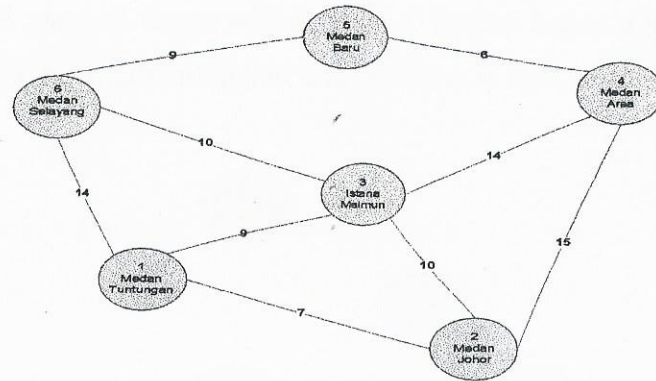 5
Medan
Baru
9
6
6
Medan
Selayang
4
Medan
Area
10
14
3
Istana
Maimun
14
9
15
10
1
Medan
Tuntungan
7
2
Medan
Johor